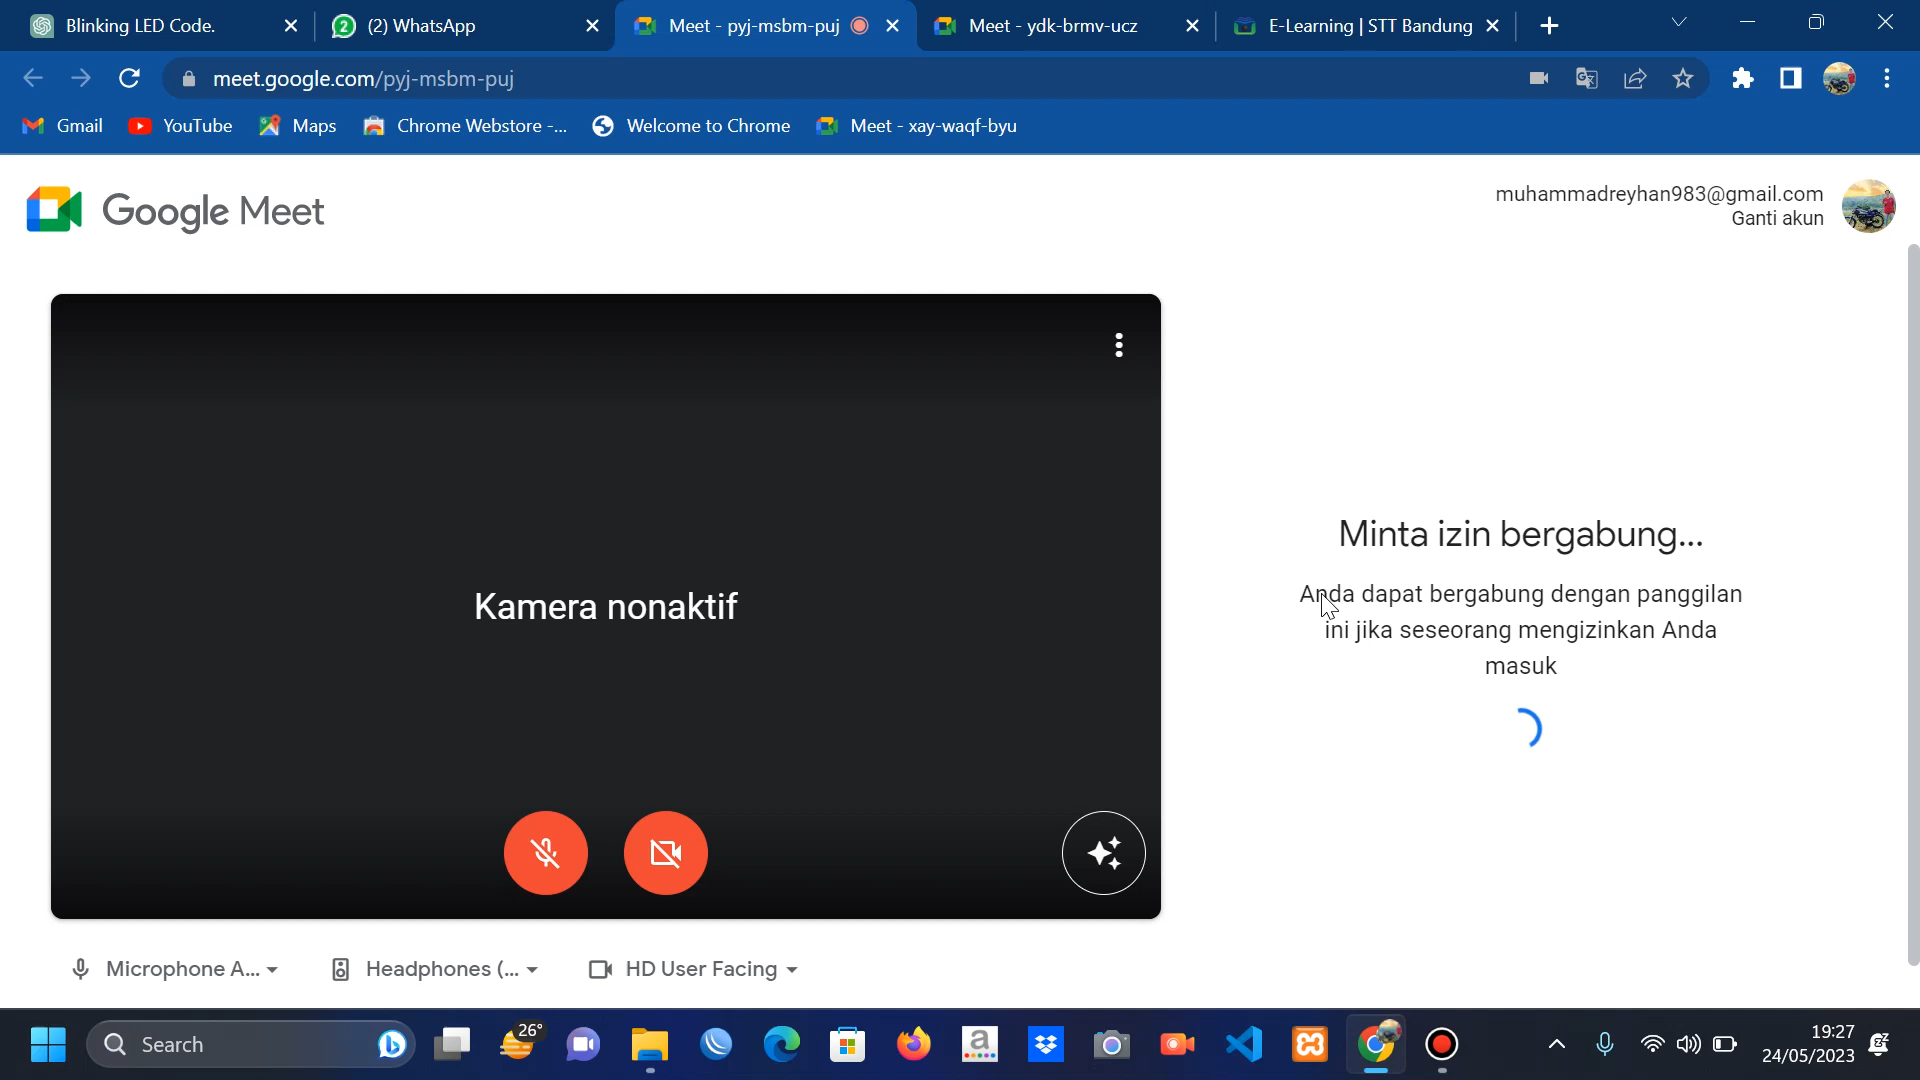 Blinking LED Code.
(2) WhatsApp
Meet - pyj-msbm-puj
Meet - ydk-brmv-ucz
E-Learning | STT Bandung
meet.google.com/pyj-msbm-puj
Gmail
YouTube
Maps
Chrome Webstore -...
Welcome to Chrome
Meet - xay-waqf-byu
Google Meet
muhammadreyhan983@gmail.com
Ganti akun
Kamera nonaktif
Minta izin bergabung...
Anda dapat bergabung dengan panggilan
ini jika seseorang mengizinkan Anda
masuk
Microphone A...
Headphones (...
HD User Facing
Search
26°
19:27
24/05/2023